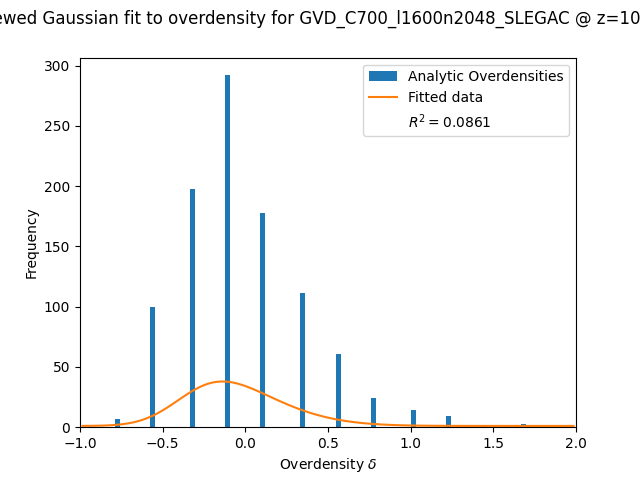 ewed Gaussian fit to overdensity for GVD_C700_l1600n2048_SLEGAC @ z=10
Analytic Overdensities
Fitted data
R² = 0.0861
Frequency
300
250
200
150
100
50
0
−1.0 −0.5 0.0 0.5 1.0 1.5 2.0
Overdensity δ